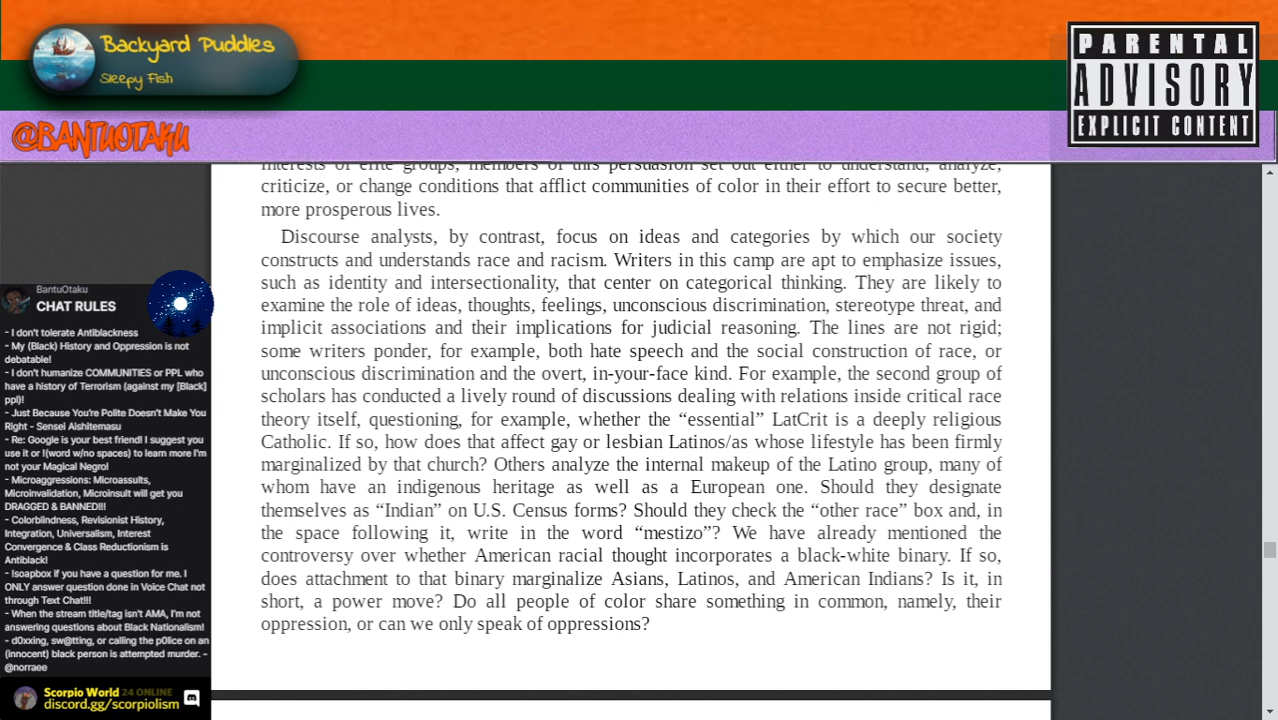 Backyard Puddles
Sleepy Fish
PARENTAL
ADVISORY
EXPLICIT CONTENT
@BANTUOTAKU
interests of elite groups, members of this persuasion set out either to understand, analyze,
criticize, or change conditions that afflict communities of color in their effort to secure better,
more prosperous lives.
Discourse analysts, by contrast, focus on ideas and categories by which our society
constructs and understands race and racism. Writers in this camp are apt to emphasize issues,
such as identity and intersectionality, that center on categorical thinking. They are likely to
examine the role of ideas, thoughts, feelings, unconscious discrimination, stereotype threat, and
implicit associations and their implications for judicial reasoning. The lines are not rigid;
some writers ponder, for example, both hate speech and the social construction of race, or
unconscious discrimination and the overt, in-your-face kind. For example, the second group of
scholars has conducted a lively round of discussions dealing with relations inside critical race
theory itself, questioning, for example, whether the “essential” LatCrit is a deeply religious
Catholic. If so, how does that affect gay or lesbian Latinos/as whose lifestyle has been firmly
marginalized by that church? Others analyze the internal makeup of the Latino group, many of
whom have an indigenous heritage as well as a European one. Should they designate
themselves as “Indian” on U.S. Census forms? Should they check the “other race” box and, in
the space following it, write in the word “mestizo”? We have already mentioned the
controversy over whether American racial thought incorporates a black-white binary. If so,
does attachment to that binary marginalize Asians, Latinos, and American Indians? Is it, in
short, a power move? Do all people of color share something in common, namely, their
oppression, or can we only speak of oppressions?
BantuOtaku
CHAT RULES
- I don't tolerate Antiblackness
- My (Black) History and Oppression is not
debatable!
- I don't humanize COMMUNITIES or PPL who
have a history of Terrorism (against my [Black]
ppl)!
- Just Because You're Polite Doesn't Make You
Right - Sensei Aishitemasu
- Re: Google is your best friend! I suggest you
use it or !(word w/no spaces) to learn more I'm
not your Magical Negro!
- Microaggressions: Microassults,
Microinvalidation, Microinsult will get you
DRAGGED & BANNED!!!
- Colorblindness, Revisionist History,
Integration, Universalism, Interest
Convergence & Class Reductionism is
Antiblack!
- !soapbox if you have a question for me. I
ONLY answer question done in Voice Chat not
through Text Chat!!!
- When the stream title/tag isn't AMA, I'm not
answering questions about Black Nationalism!
- d0xxing, sw@tting, or calling the p0lice on an
(innocent) black person is attempted murder. -
@norraee
Scorpio World 24 ONLINE
discord.gg/scorpiolism